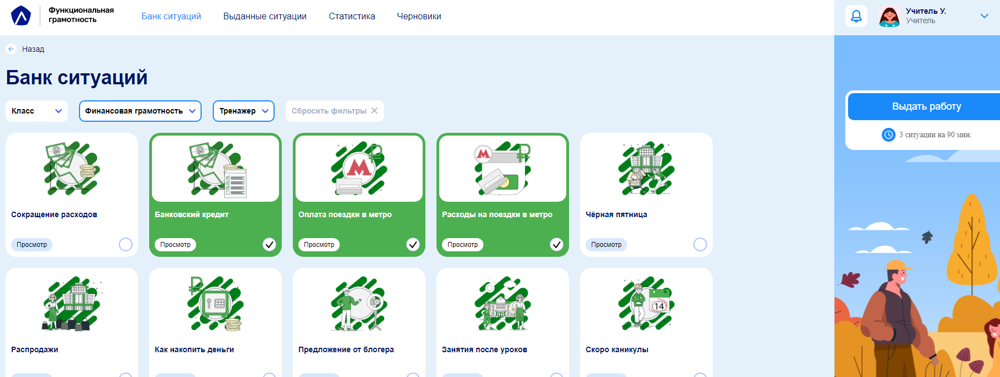 Функциональная
грамотность
Банк ситуаций
Выданные ситуации
Статистика
Черновики
Учитель У.
Учитель
Назад
Банк ситуаций
Класс
Финансовая грамотность
Тренажер
Сбросить фильтры
Выдать работу
3 ситуации на 90 мин.
Сокращение расходов
Банковский кредит
Оплата поездки в метро
Расходы на поездки в метро
Чёрная пятница
Просмотр
Просмотр
Просмотр
Просмотр
Просмотр
14
Распродажи
Как накопить деньги
Предложение от блогера
Занятия после уроков
Скоро каникулы